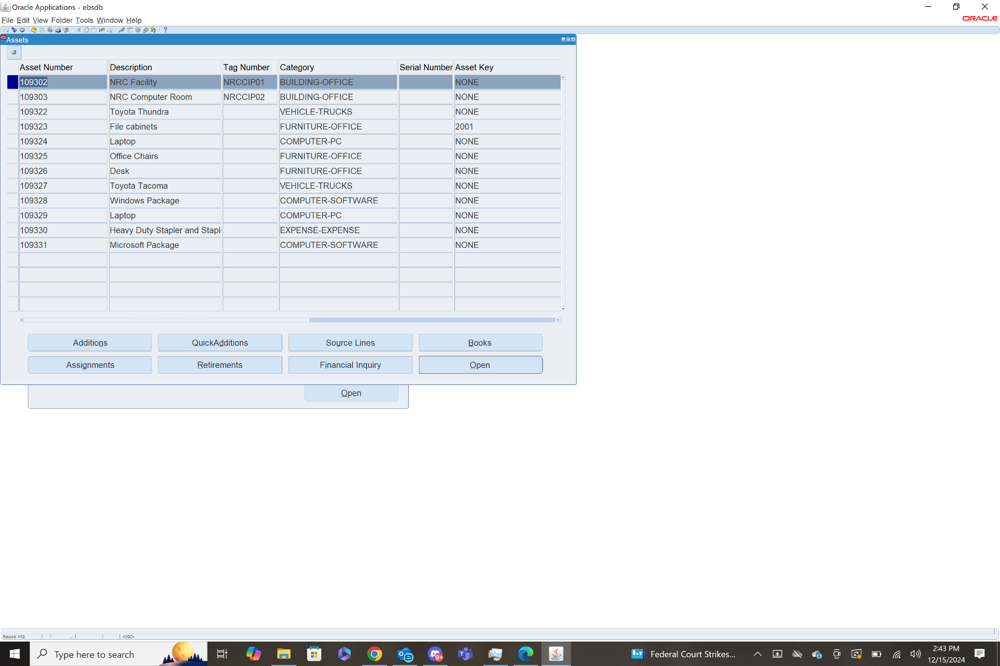 Oracle Applications - ebsdb
File Edit View Folder Tools Window Help
ORACLE
Assets
Asset Number Description Tag Number Category Serial Number Asset Key
109302 NRC Facility NRCCIP01 BUILDING-OFFICE NONE
109303 NRC Computer Room NRCCIP02 BUILDING-OFFICE NONE
109322 Toyota Thundra VEHICLE-TRUCKS NONE
109323 File cabinets FURNITURE-OFFICE 2001
109324 Laptop COMPUTER-PC NONE
109325 Office Chairs FURNITURE-OFFICE NONE
109326 Desk FURNITURE-OFFICE NONE
109327 Toyota Tacoma VEHICLE-TRUCKS NONE
109328 Windows Package COMPUTER-SOFTWARE NONE
109329 Laptop COMPUTER-PC NONE
109330 Heavy Duty Stapler and Stapl EXPENSE-EXPENSE NONE
109331 Microsoft Package COMPUTER-SOFTWARE NONE
Additions QuickAdditions Source Lines Books
Assignments Retirements Financial Inquiry Open
Open
Record: 1/12 ... <OSC>
Type here to search 9+ Federal Court Strikes... 2:43 PM
12/15/2024